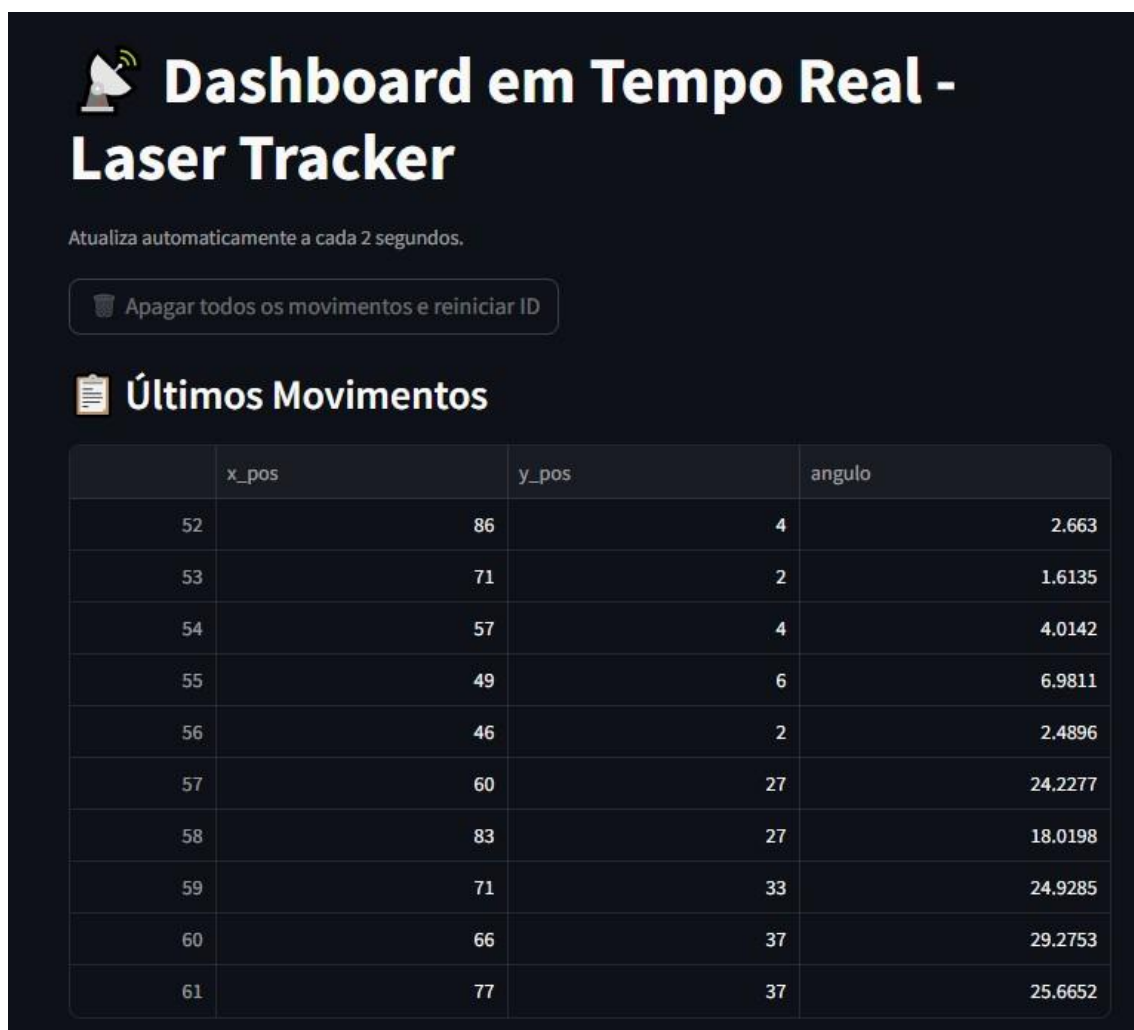 Dashboard em Tempo Real -
Laser Tracker
Atualiza automaticamente a cada 2 segundos.
Apagar todos os movimentos e reiniciar ID
Últimos Movimentos
x_pos y_pos angulo
52 86 4 2.663
53 71 2 1.6135
54 57 4 4.0142
55 49 6 6.9811
56 46 2 2.4896
57 60 27 24.2277
58 83 27 18.0198
59 71 33 24.9285
60 66 37 29.2753
61 77 37 25.6652